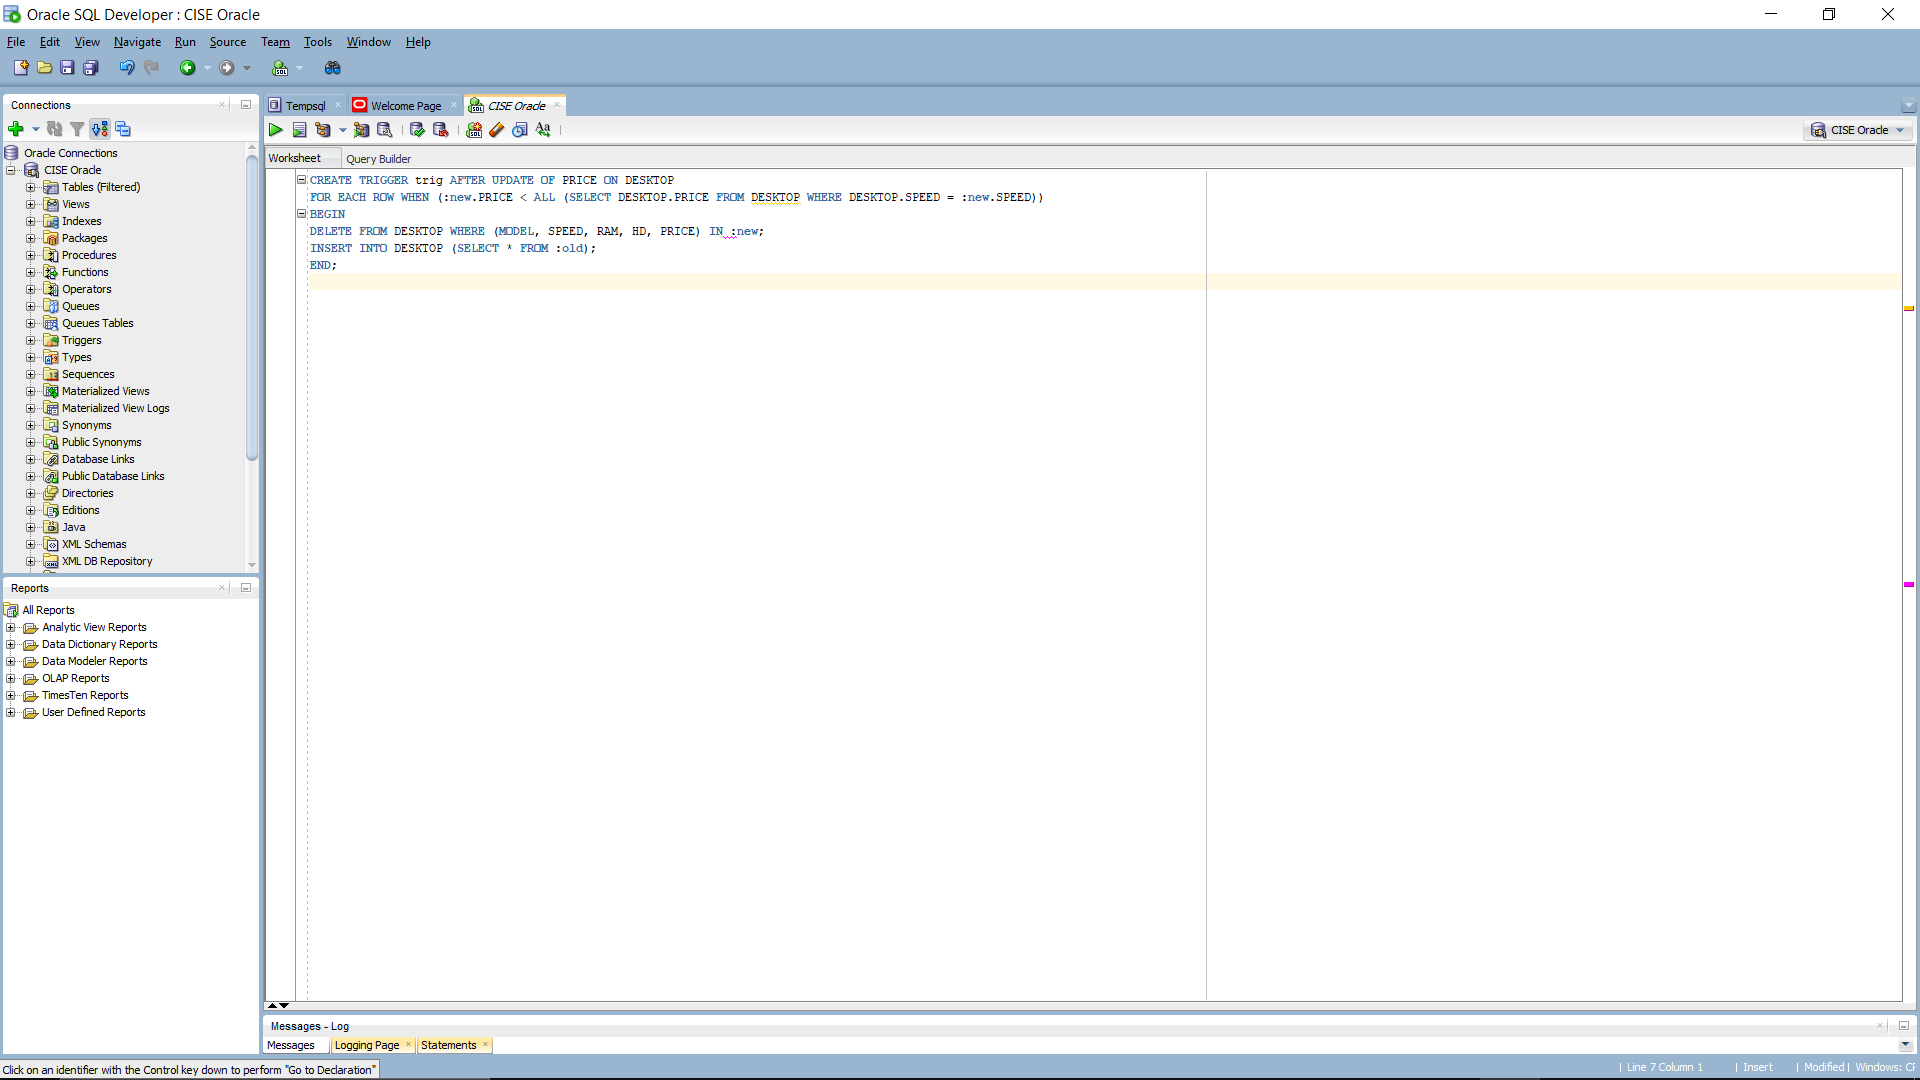 Oracle SQL Developer : CISE Oracle
File Edit View Navigate Run Source Team Tools Window Help
Connections
Tempsql
Welcome Page
CISE Oracle
CISE Oracle
Worksheet
Query Builder
Oracle Connections
CISE Oracle
Tables (Filtered)
Views
Indexes
Packages
Procedures
Functions
Operators
Queues
Queues Tables
Triggers
Types
Sequences
Materialized Views
Materialized View Logs
Synonyms
Public Synonyms
Database Links
Public Database Links
Directories
Editions
Java
XML Schemas
XML DB Repository
CREATE TRIGGER trig AFTER UPDATE OF PRICE ON DESKTOP
FOR EACH ROW WHEN (:new.PRICE < ALL (SELECT DESKTOP.PRICE FROM DESKTOP WHERE DESKTOP.SPEED = :new.SPEED))
BEGIN
DELETE FROM DESKTOP WHERE (MODEL, SPEED, RAM, HD, PRICE) IN :new;
INSERT INTO DESKTOP (SELECT * FROM :old);
END;
Reports
All Reports
Analytic View Reports
Data Dictionary Reports
Data Modeler Reports
OLAP Reports
TimesTen Reports
User Defined Reports
Messages - Log
Messages
Logging Page
Statements
Click on an identifier with the Control key down to perform "Go to Declaration"
Line 7 Column 1
Insert
Modified
Windows: